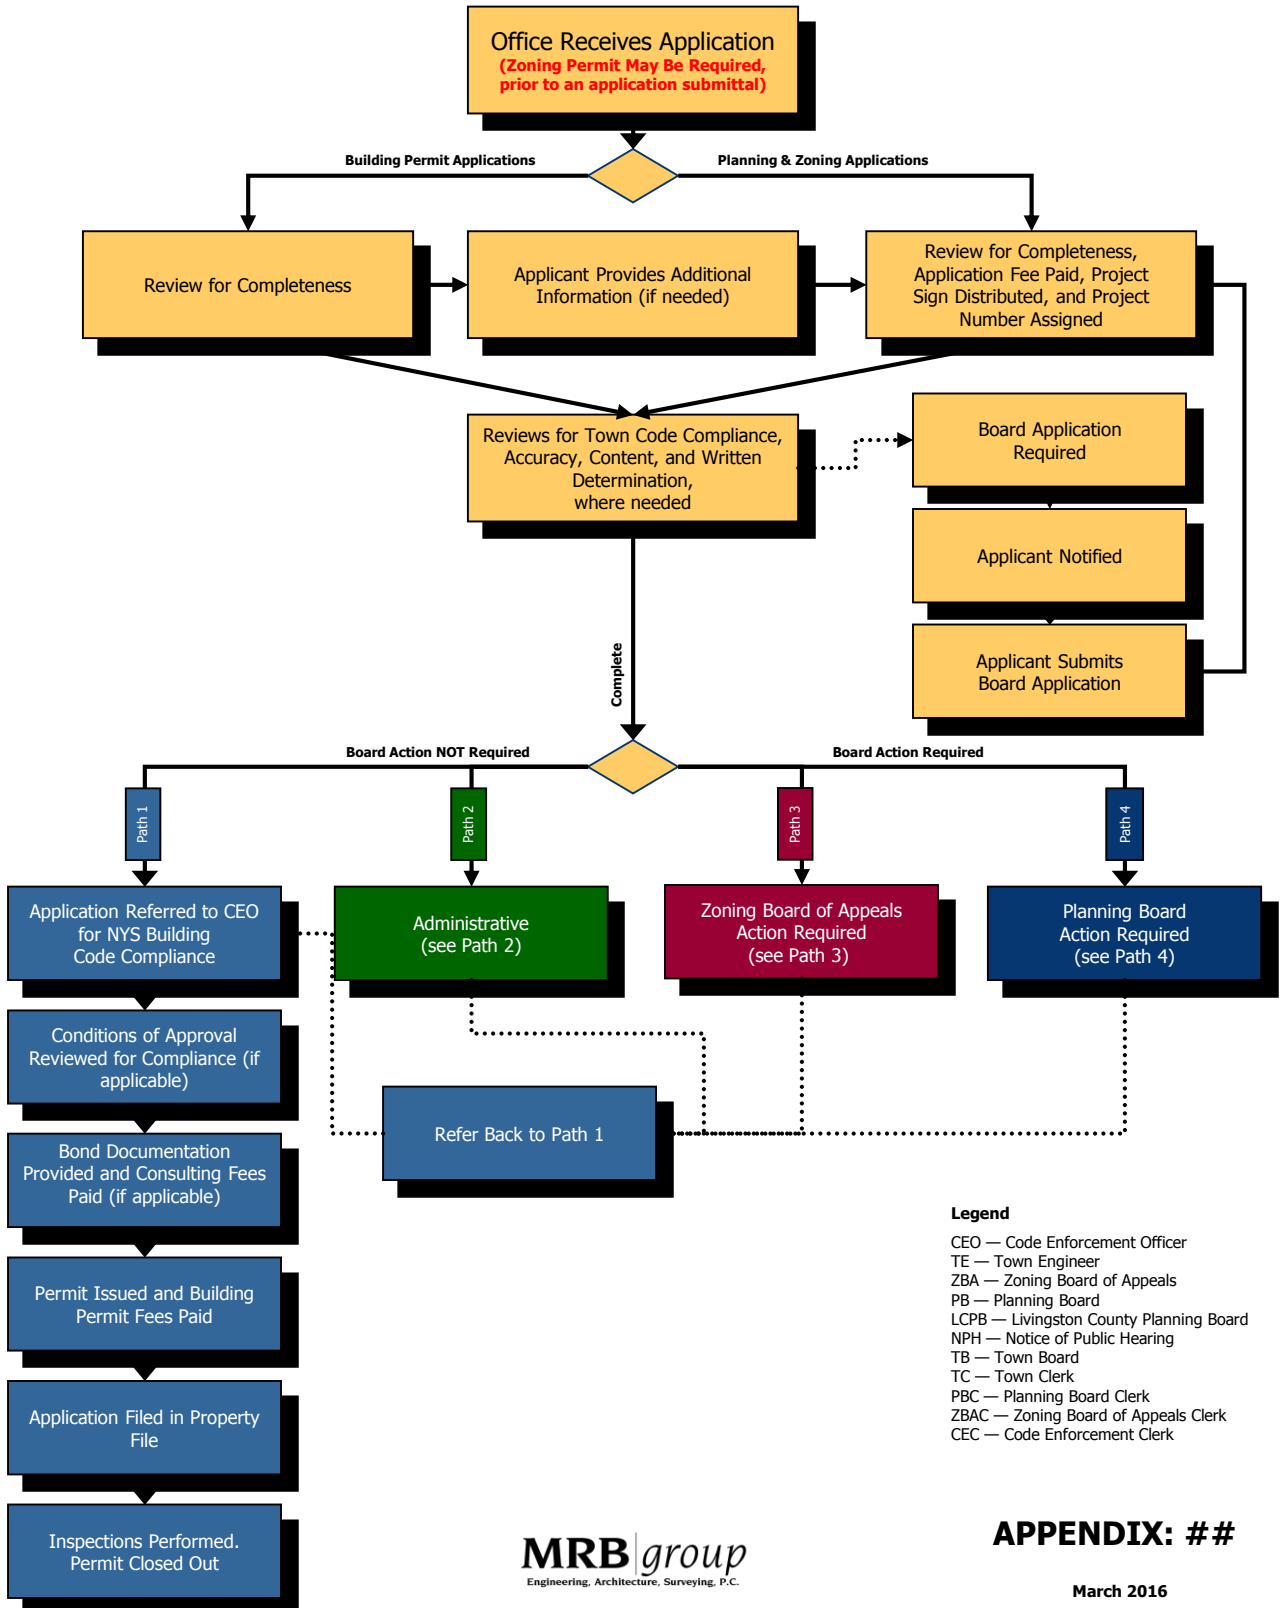 Office Receives Application
(Zoning Permit May Be Required,
prior to an application submittal)
Building Permit Applications
Planning & Zoning Applications
Review for Completeness
Applicant Provides Additional
Information (if needed)
Review for Completeness,
Application Fee Paid, Project
Sign Distributed, and Project
Number Assigned
Reviews for Town Code Compliance,
Accuracy, Content, and Written
Determination,
where needed
Board Application
Required
Applicant Notified
Applicant Submits
Board Application
Complete
Board Action NOT Required
Board Action Required
Path 1
Path 2
Path 3
Path 4
Application Referred to CEO
for NYS Building
Code Compliance
Administrative
(see Path 2)
Zoning Board of Appeals
Action Required
(see Path 3)
Planning Board
Action Required
(see Path 4)
Conditions of Approval
Reviewed for Compliance (if
applicable)
Refer Back to Path 1
Bond Documentation
Provided and Consulting Fees
Paid (if applicable)
Permit Issued and Building
Permit Fees Paid
Application Filed in Property
File
Inspections Performed.
Permit Closed Out
Legend
CEO — Code Enforcement Officer
TE — Town Engineer
ZBA — Zoning Board of Appeals
PB — Planning Board
LCPB — Livingston County Planning Board
NPH — Notice of Public Hearing
TB — Town Board
TC — Town Clerk
PBC — Planning Board Clerk
ZBAC — Zoning Board of Appeals Clerk
CEC — Code Enforcement Clerk
MRB group
Engineering, Architecture, Surveying, P.C.
APPENDIX: ##
March 2016